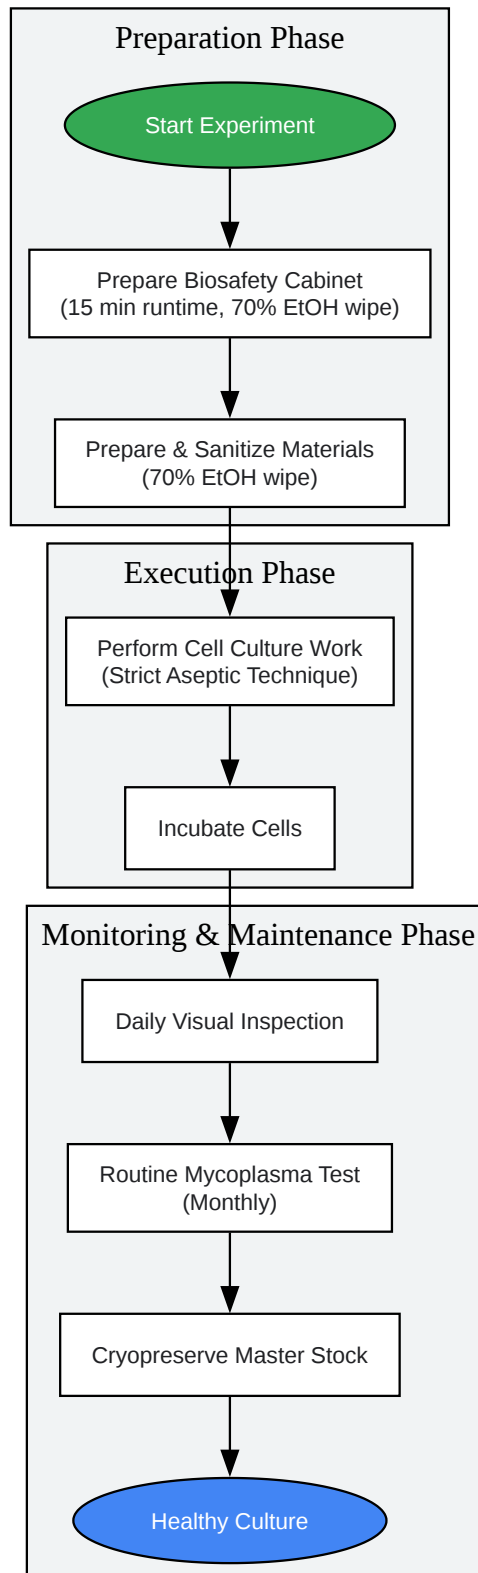 Preparation Phase
Start Experiment
Prepare Biosafety Cabinet
(15 min runtime, 70% EtOH wipe)
Prepare & Sanitize Materials
(70% EtOH wipe)
Execution Phase
Perform Cell Culture Work
(Strict Aseptic Technique)
Incubate Cells
Monitoring & Maintenance Phase
Daily Visual Inspection
Routine Mycoplasma Test
(Monthly)
Cryopreserve Master Stock
Healthy Culture